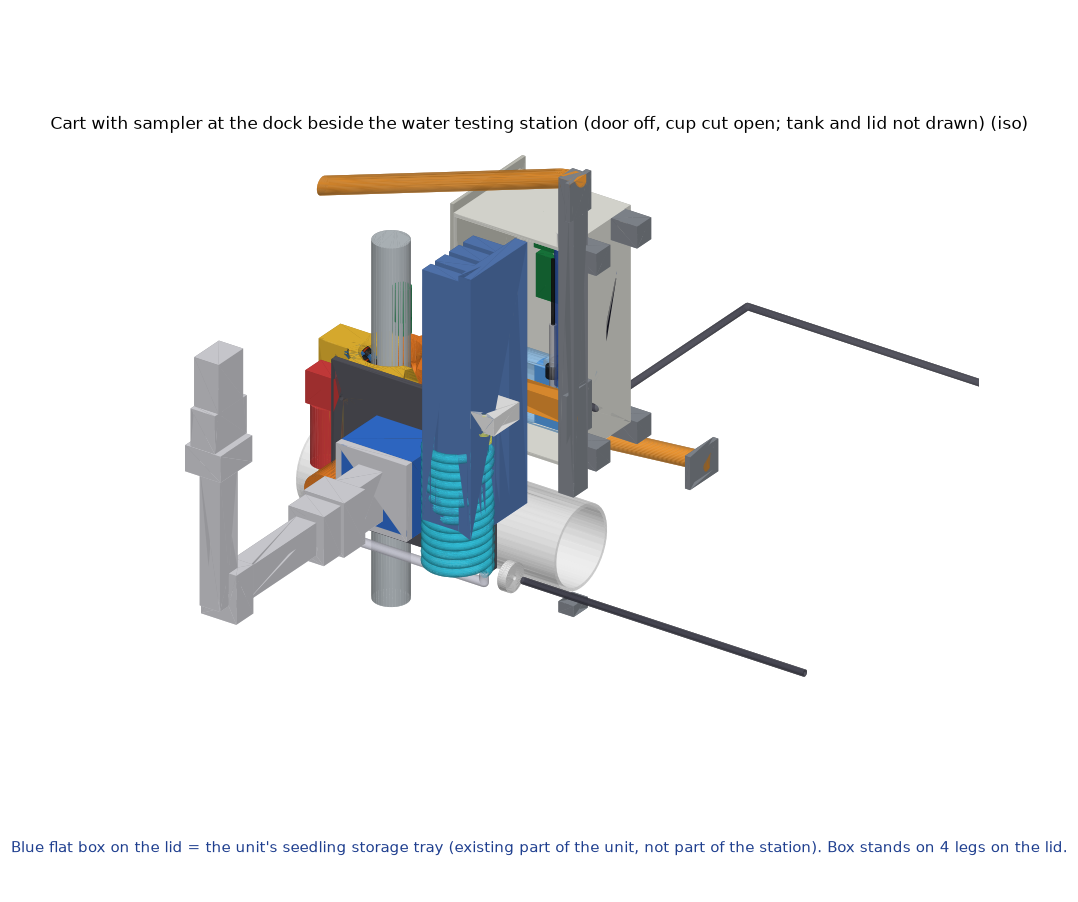 Cart with sampler at the dock beside the water testing station (door off, cup cut open; tank and lid not drawn) (iso)
Blue flat box on the lid = the unit's seedling storage tray (existing part of the unit, not part of the station). Box stands on 4 legs on the lid.